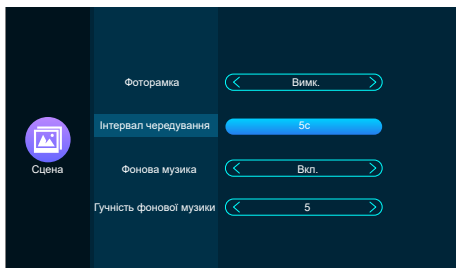 Фоторамка
Вимк.
Інтервал чередування
5с
Сцена
Фонова музика
Вкл.
Гучність фонової музики
5